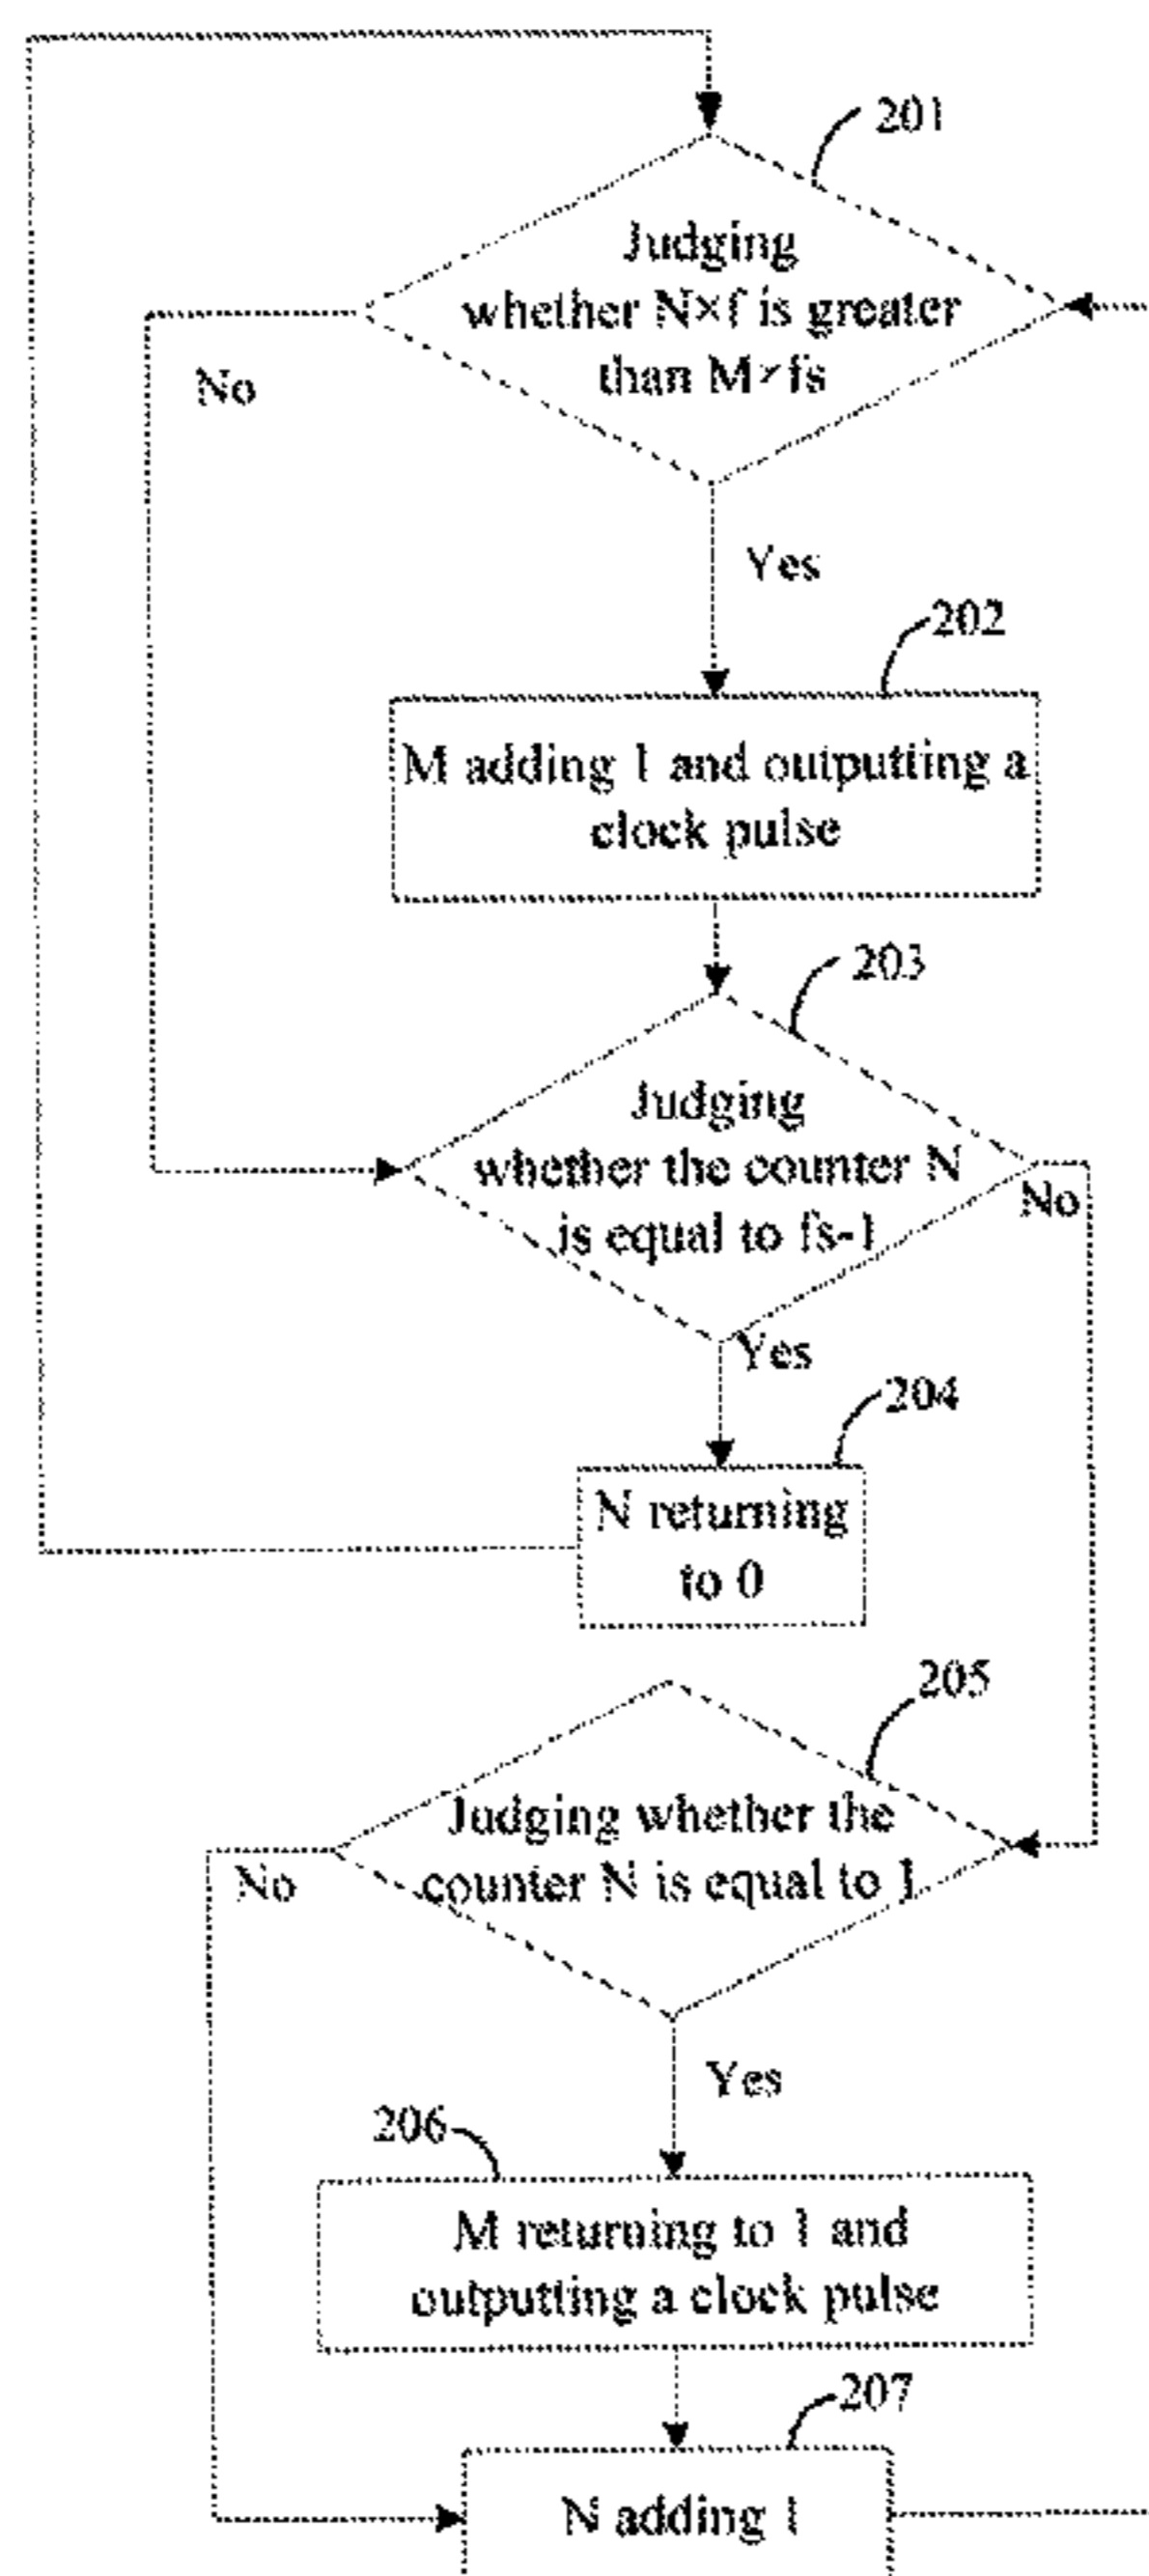 201
Judging
whether N×f is greater
than M×fs
No
Yes
202
M adding 1 and outputting a
clock pulse
203
Judging
whether the counter N
is equal to fs-1
No
Yes
204
N returning
to 0
205
Judging whether the
counter N is equal to 1
No
Yes
206
M returning to 1 and
outputting a clock pulse
207
N adding 1